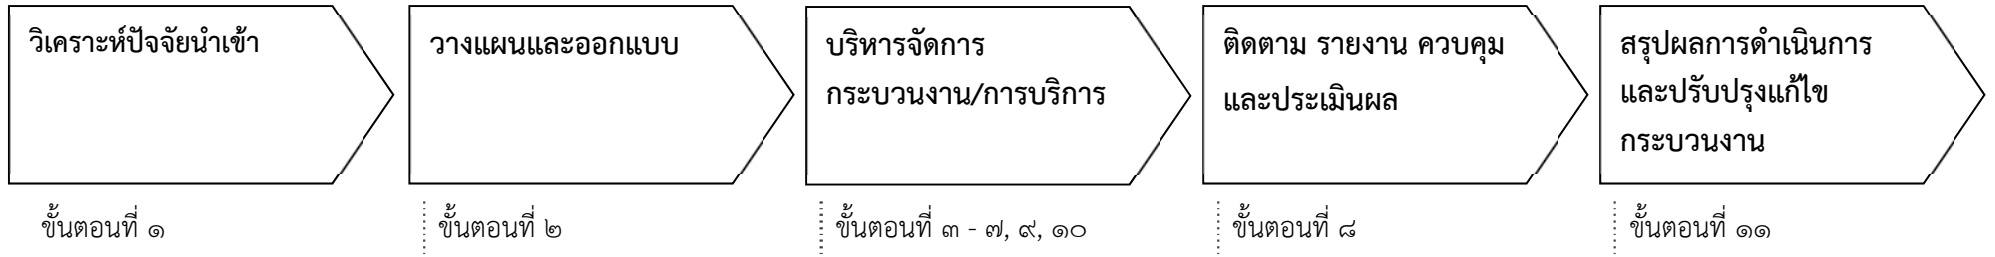 วิเคราะห์ปัจจัยนำเข้า
วางแผนและออกแบบ
บริหารจัดการ
กระบวนงาน/การบริการ
ติดตาม รายงาน ควบคุม
และประเมินผล
สรุปผลการดำเนินการ
และปรับปรุงแก้ไข
กระบวนงาน
ขั้นตอนที่ ๑
ขั้นตอนที่ ๒
ขั้นตอนที่ ๓ - ๗, ๙, ๑๐
ขั้นตอนที่ ๘
ขั้นตอนที่ ๑๑